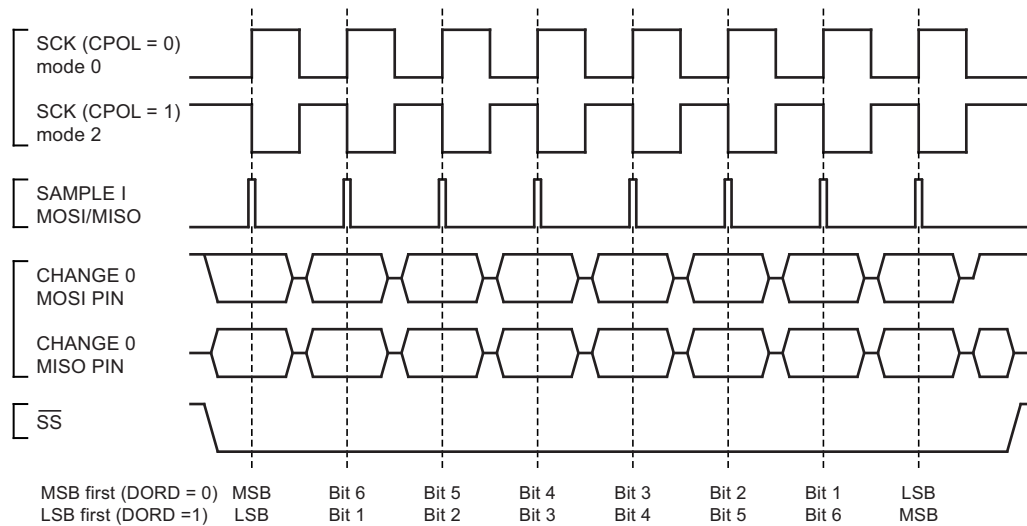 SCK (CPOL = 0)
mode 0
SCK (CPOL = 1)
mode 2
SAMPLE I
MOSI/MISO
CHANGE 0
MOSI PIN
CHANGE 0
MISO PIN
SS
MSB first (DORD = 0) MSB Bit 6 Bit 5 Bit 4 Bit 3 Bit 2 Bit 1 LSB
LSB first (DORD =1) LSB Bit 1 Bit 2 Bit 3 Bit 4 Bit 5 Bit 6 MSB